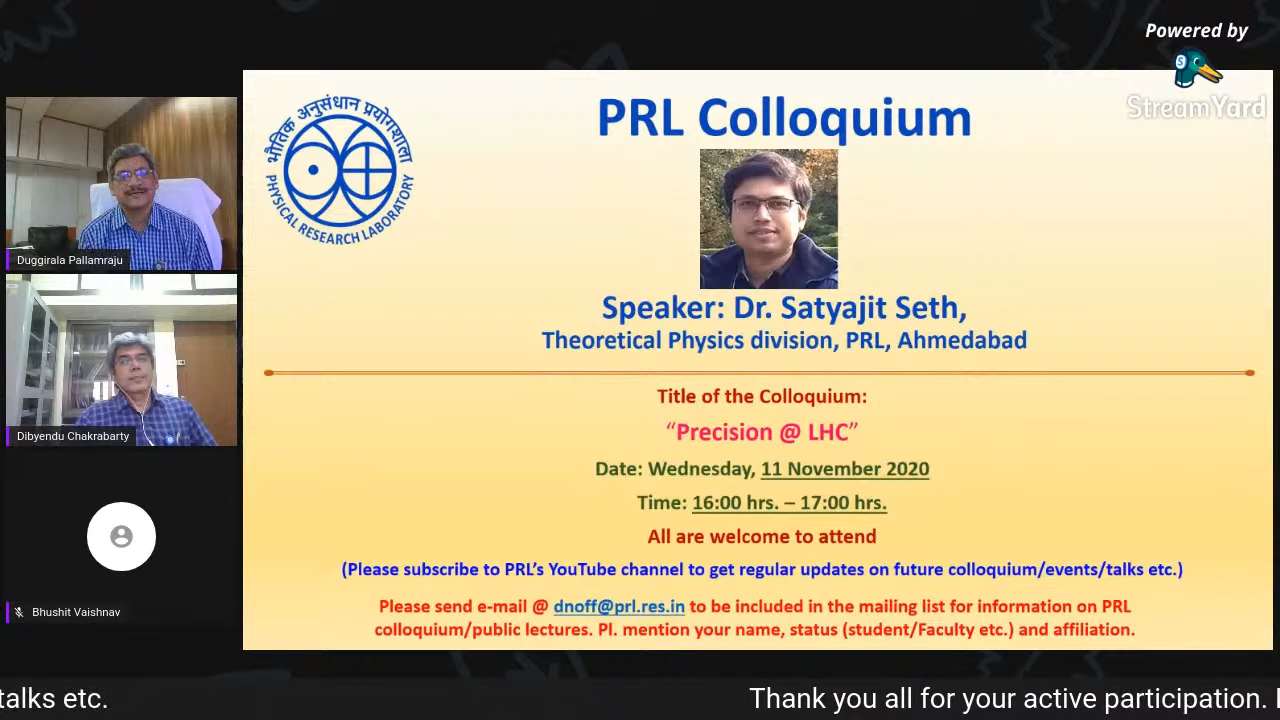 Powered by
StreamYard
भौतिक अनुसंधान प्रयोगशाला
PHYSICAL RESEARCH LABORATORY
PRL Colloquium
Speaker: Dr. Satyajit Seth,
Theoretical Physics division, PRL, Ahmedabad
Title of the Colloquium:
“Precision @ LHC”
Date: Wednesday, 11 November 2020
Time: 16:00 hrs. – 17:00 hrs.
All are welcome to attend
(Please subscribe to PRL’s YouTube channel to get regular updates on future colloquium/events/talks etc.)
Please send e-mail @ dnoff@prl.res.in to be included in the mailing list for information on PRL
colloquium/public lectures. Pl. mention your name, status (student/Faculty etc.) and affiliation.
Duggirala Pallamraju
Dibyendu Chakrabarty
Bhushit Vaishnav
talks etc. Thank you all for your active participation.